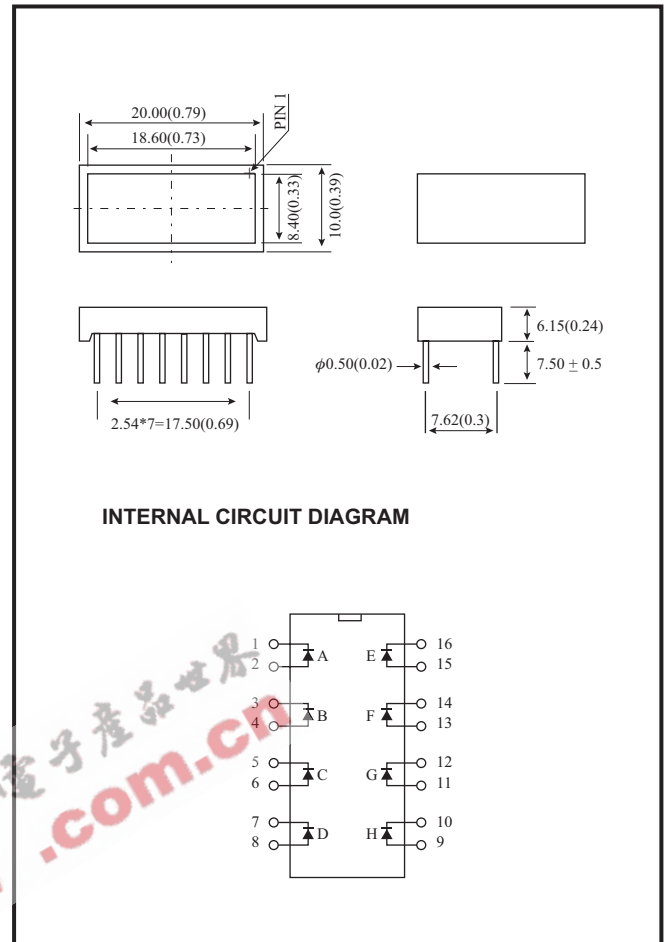 20.00(0.79)
18.60(0.73)
PIN 1
8.40(0.33)
10.0(0.39)
6.15(0.24)
7.50 ± 0.5
ϕ0.50(0.02)
2.54*7=17.50(0.69)
7.62(0.3)
INTERNAL CIRCUIT DIAGRAM
1 A E 16
2 15
3 B F 14
4 13
5 C G 12
6 11
7 D H 10
8 9
電子產品世界
.com.cn